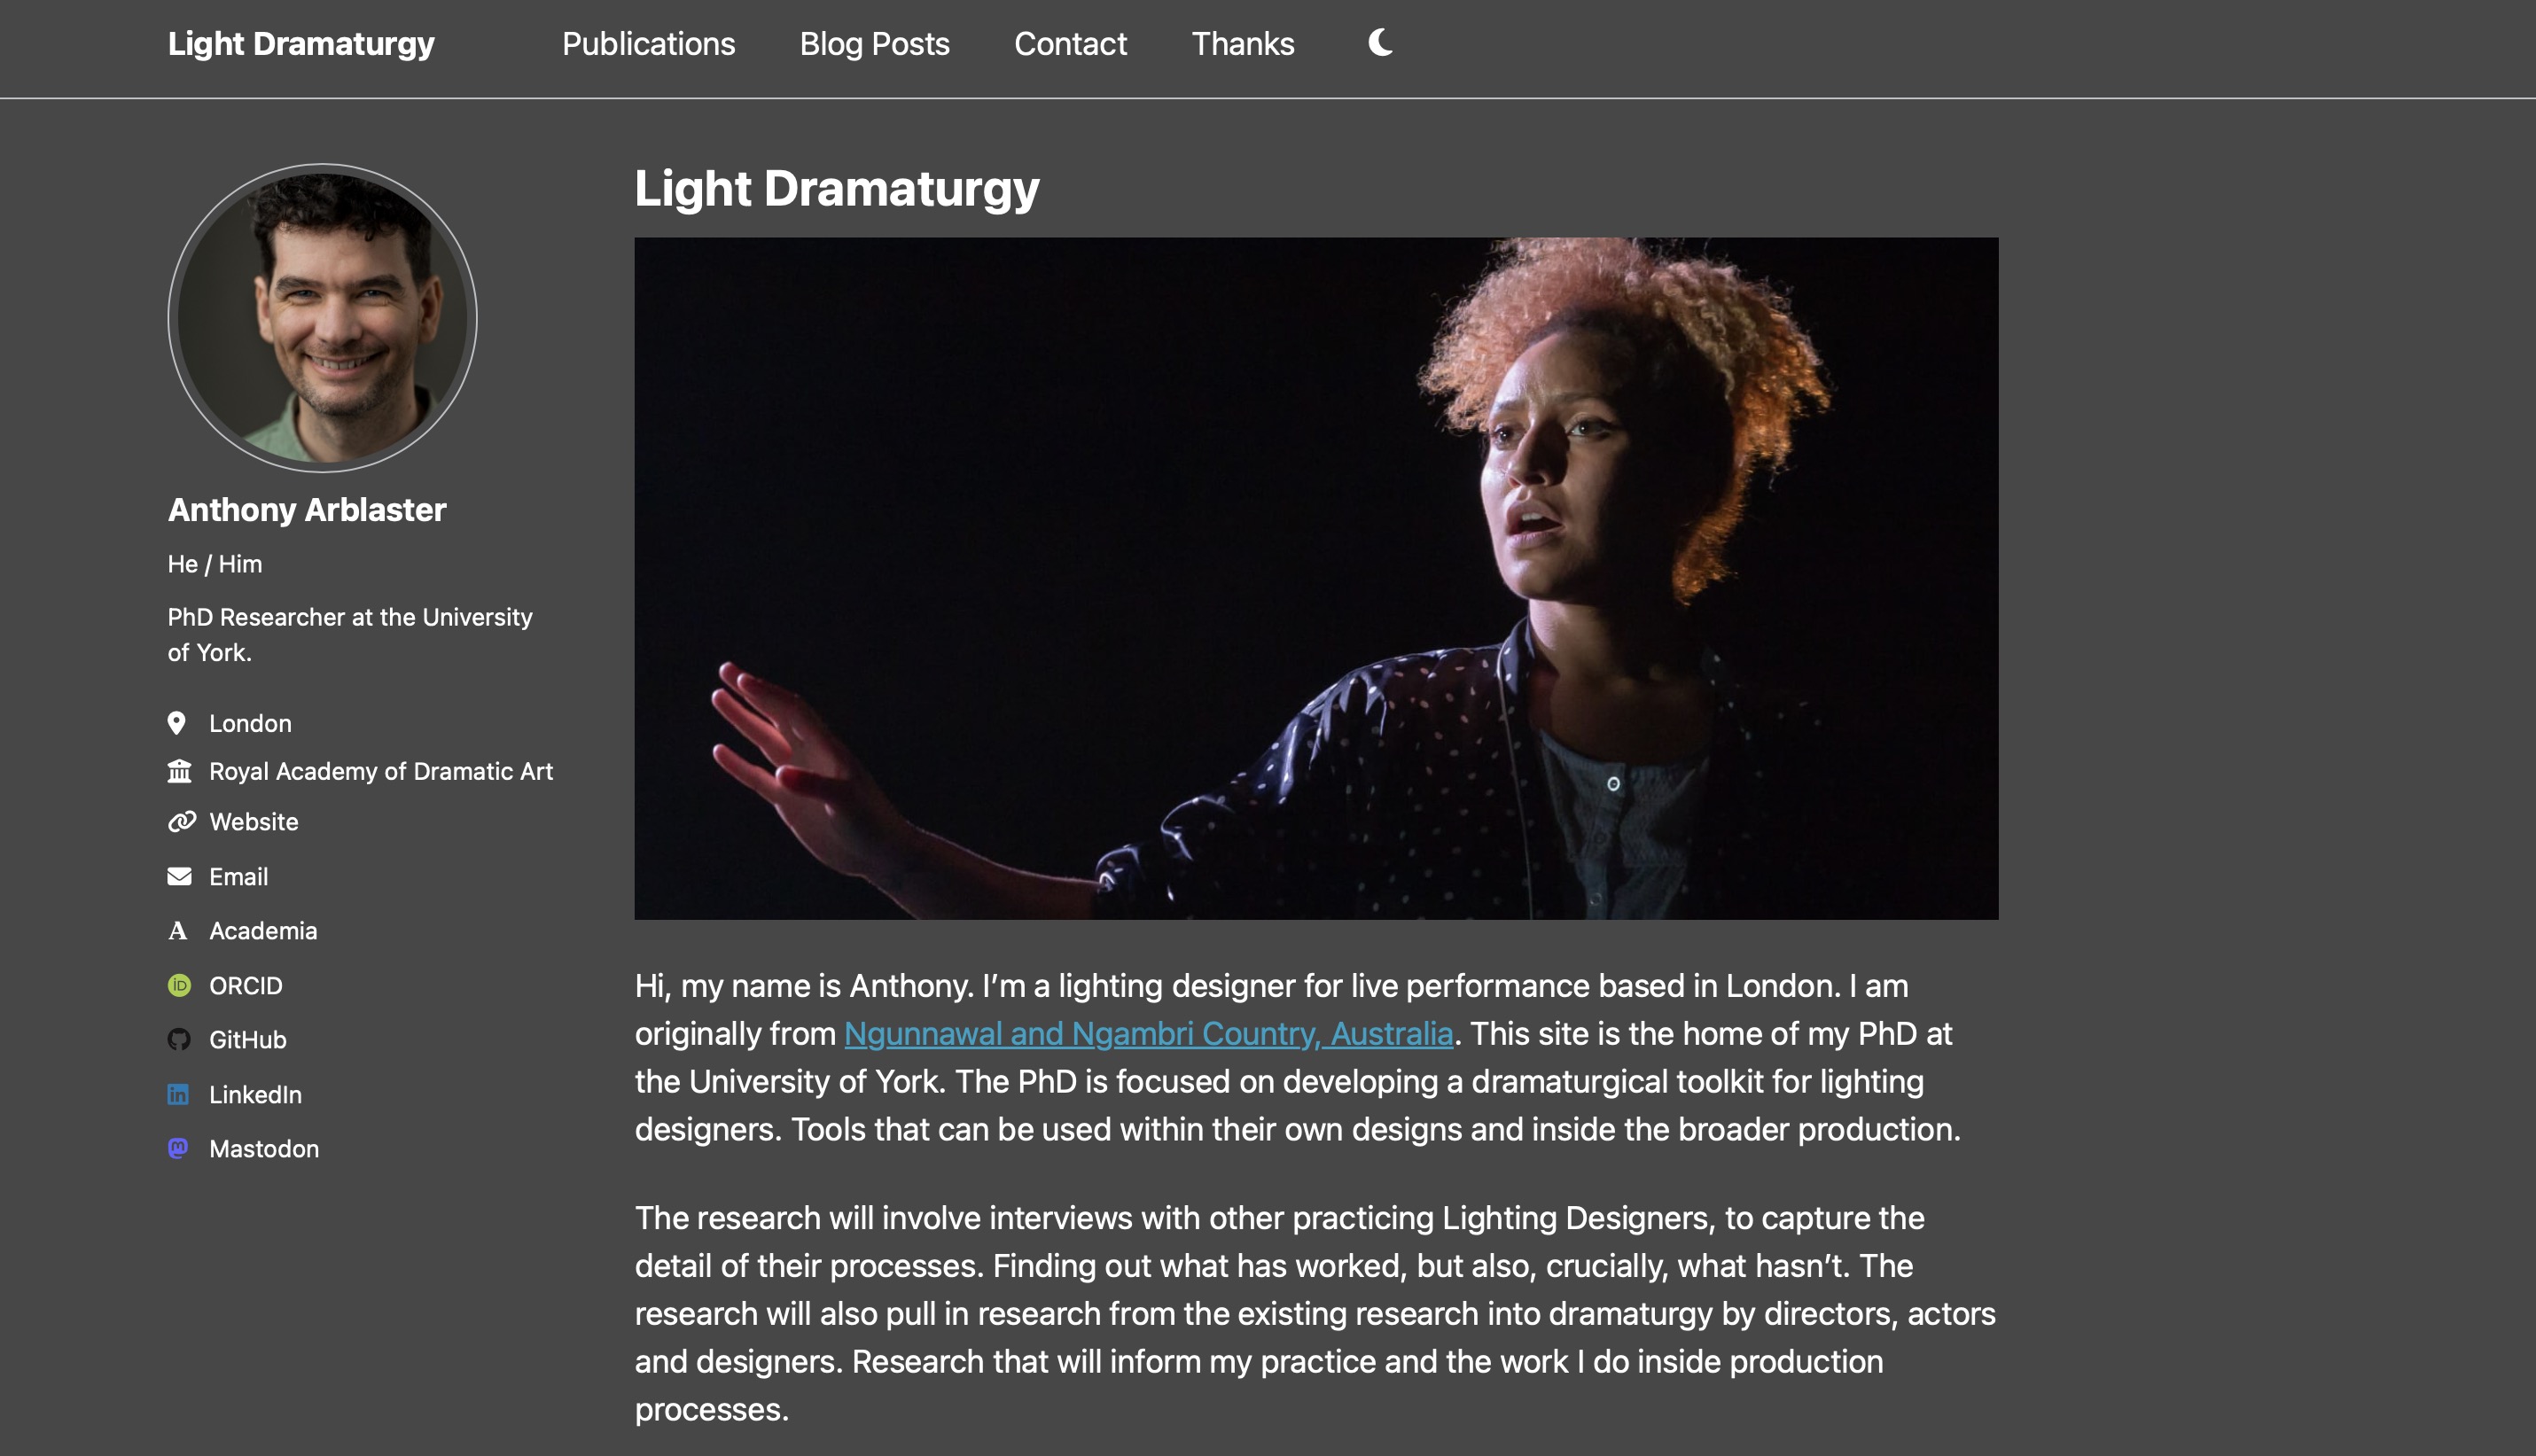 Light Dramaturgy
Publications
Blog Posts
Contact
Thanks
Anthony Arblaster
He / Him
PhD Researcher at the University
of York.
London
Royal Academy of Dramatic Art
Website
Email
Academia
ORCID
GitHub
LinkedIn
Mastodon
Light Dramaturgy
Hi, my name is Anthony. I’m a lighting designer for live performance based in London. I am
originally from Ngunnawal and Ngambri Country, Australia. This site is the home of my PhD at
the University of York. The PhD is focused on developing a dramaturgical toolkit for lighting
designers. Tools that can be used within their own designs and inside the broader production.
The research will involve interviews with other practicing Lighting Designers, to capture the
detail of their processes. Finding out what has worked, but also, crucially, what hasn’t. The
research will also pull in research from the existing research into dramaturgy by directors, actors
and designers. Research that will inform my practice and the work I do inside production
processes.